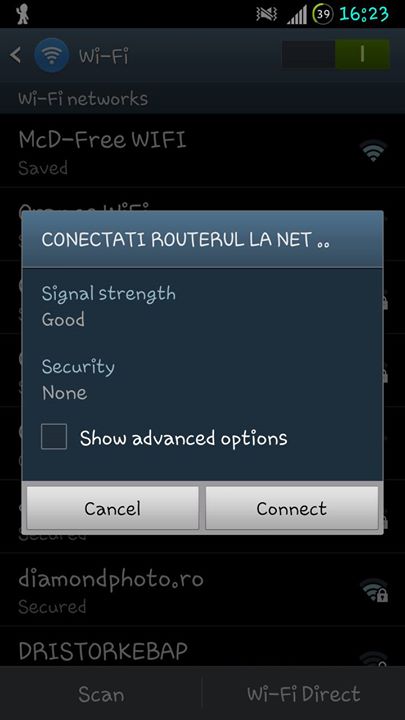 39 16:23
Wi-Fi
Wi-Fi networks
McD-Free WIFI
Saved
CONECTATI ROUTERUL LA NET ..
Signal strength
Good
Security
None
Show advanced options
Cancel
Connect
Secured
diamondphoto.ro
Secured
DRISTORKEBAP
Scan
Wi-Fi Direct